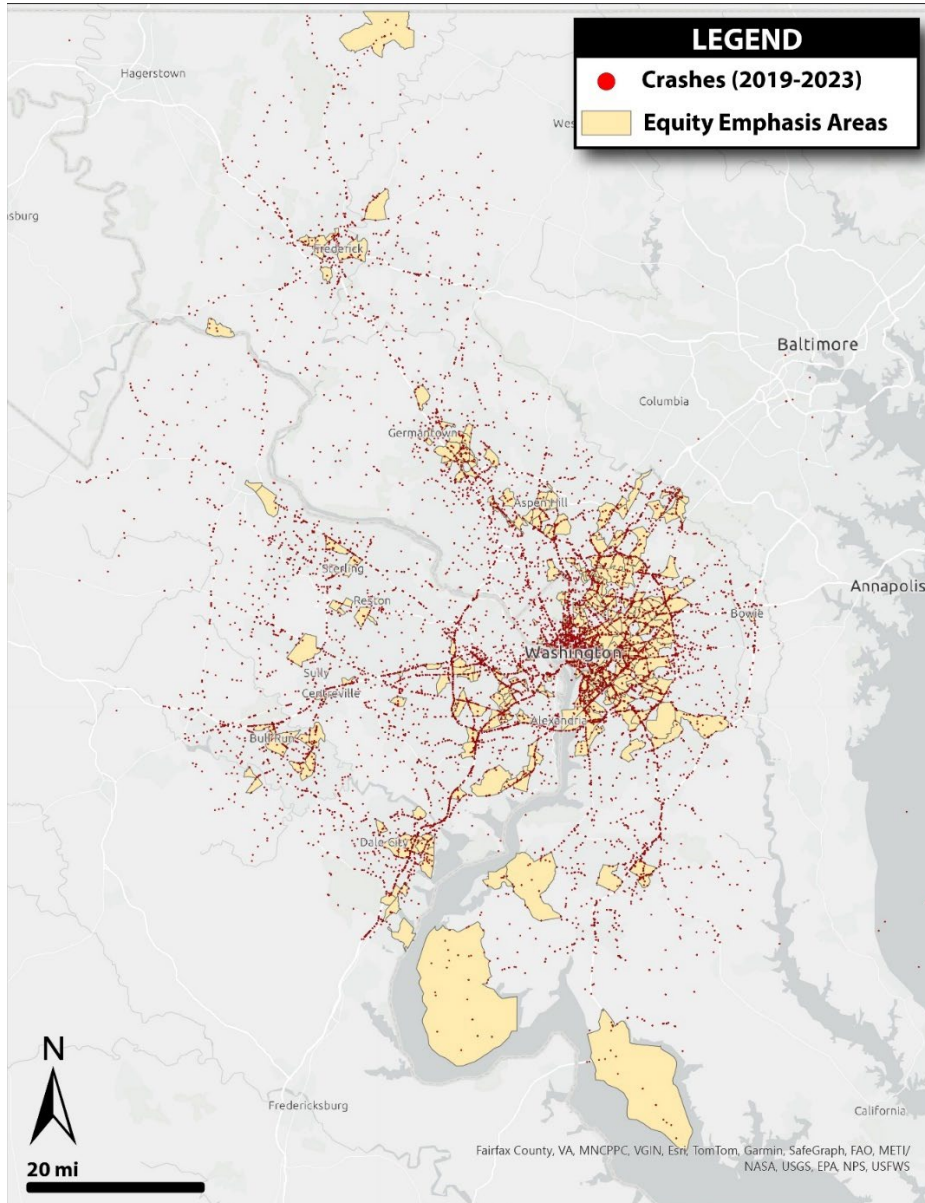 LEGEND
Crashes (2019-2023)
Equity Emphasis Areas
Hagerstown
Wes
nsburg
Frederick
Baltimore
Columbia
Germantown
Aspen Hill
Sterling
Annapolis
Reston
Bowie
Washington
Sully
Centreville
Alexandria
Bull Run
Dale City
N
Fredericksburg
California
20 mi
Fairfax County, VA, MNCPPC, VGIN, Esri, TomTom, Garmin, SafeGraph, FAO, METI/
NASA, USGS, EPA, NPS, USFWS